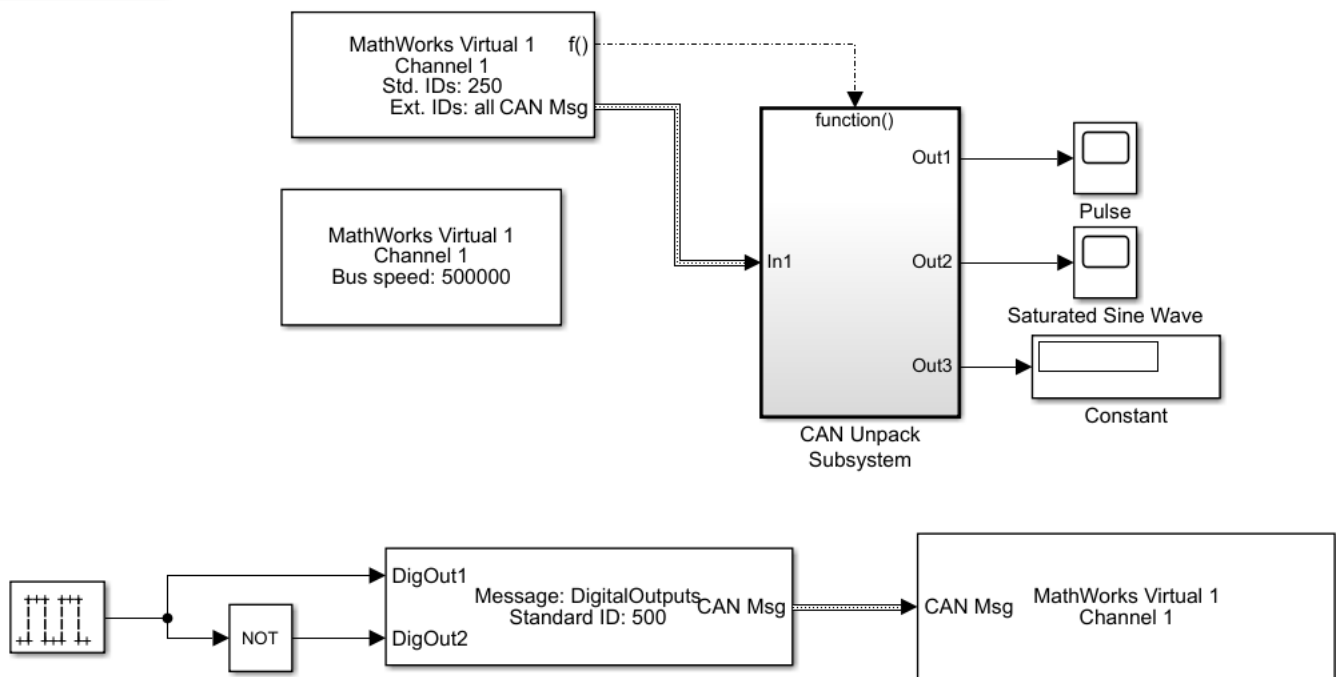 MathWorks Virtual 1
f()
Channel 1
Std. IDs: 250
Ext. IDs: all CAN Msg
function()
Out1
Pulse
MathWorks Virtual 1
Channel 1
Bus speed: 500000
In1
Out2
Saturated Sine Wave
Out3
Constant
CAN Unpack
Subsystem
DigOut1
Message: DigitalOutputs
Standard ID: 500
CAN Msg
DigOut2
NOT
CAN Msg
MathWorks Virtual 1
Channel 1